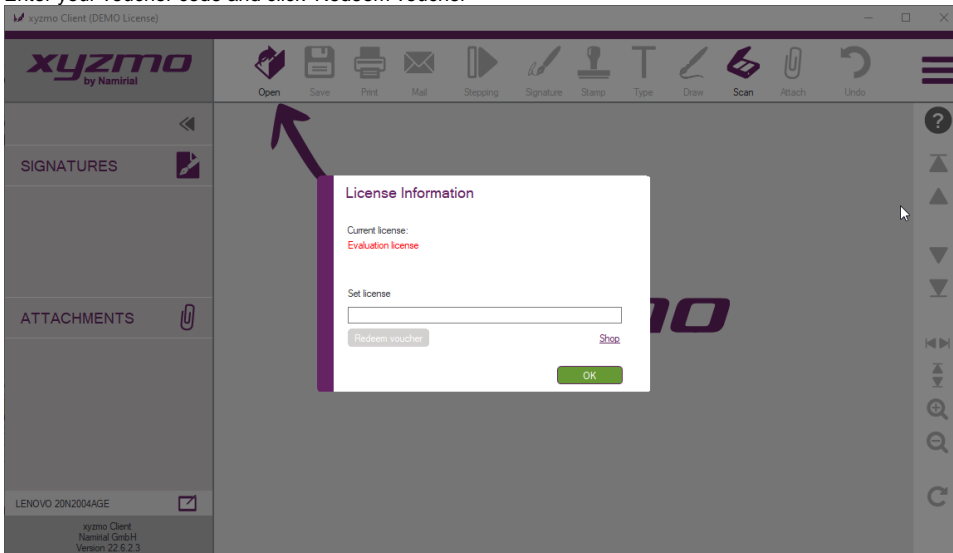 Enter your voucher code and click "Redeem voucher"
xyzmo Client (DEMO License)
xyzmo
by Namirial
Open Save Print Mail Stepping Signature Stamp Type Draw Scan Attach Undo
?
SIGNATURES
License Information
Current license:
Evaluation license
Set license
ATTACHMENTS
Redeem voucher Shop
OK
LENOVO 20N2004AGE
xyzmo Client
Namirial GmbH
Version 22.6.2.3